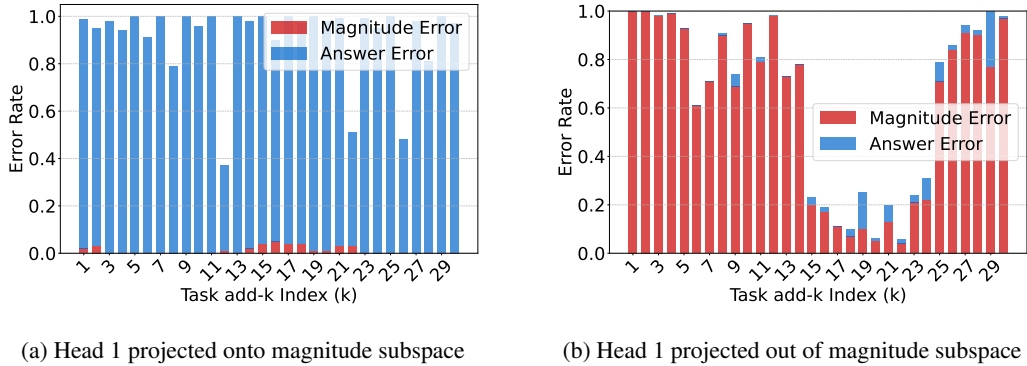 1.0
0.8
0.6
0.4
0.2
0.0
Error Rate
Magnitude Error
Answer Error
1 3 5 7 9 11 13 15 17 19 21 23 25 27 29
Task add-k Index (k)
(a) Head 1 projected onto magnitude subspace
1.0
0.8
0.6
0.4
0.2
0.0
Error Rate
Magnitude Error
Answer Error
1 3 5 7 9 11 13 15 17 19 21 23 25 27 29
Task add-k Index (k)
(b) Head 1 projected out of magnitude subspace